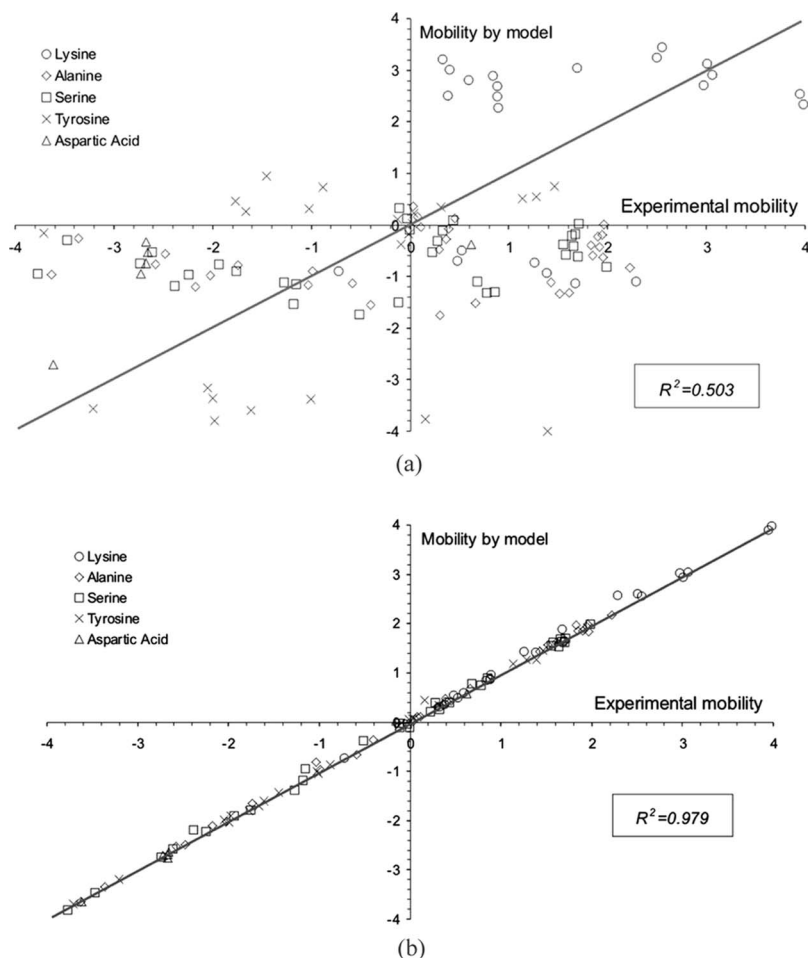 4
Mobility by model
Lysine
Alanine
Serine
Tyrosine
Aspartic Acid
3
2
1
Experimental mobility
0
-4 -3 -2 -1 0 1 2 3 4
-1
-2
-3
-4
R²=0.503
(a)
4
Mobility by model
Lysine
Alanine
Serine
Tyrosine
Aspartic Acid
3
2
1
Experimental mobility
0
-4 -3 -2 -1 0 1 2 3 4
-1
-2
-3
-4
R²=0.979
(b)